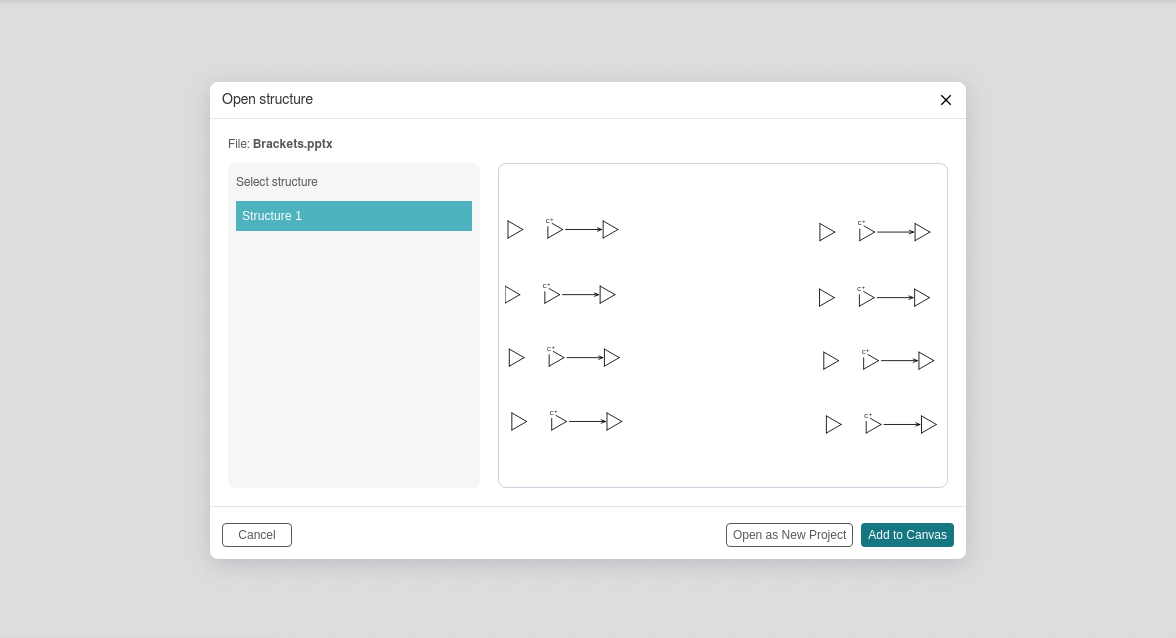 Open structure
File: Brackets.pptx
Select structure
Structure 1
C+
C+
C+
C+
C+
C+
C+
C+
Cancel
Open as New Project
Add to Canvas